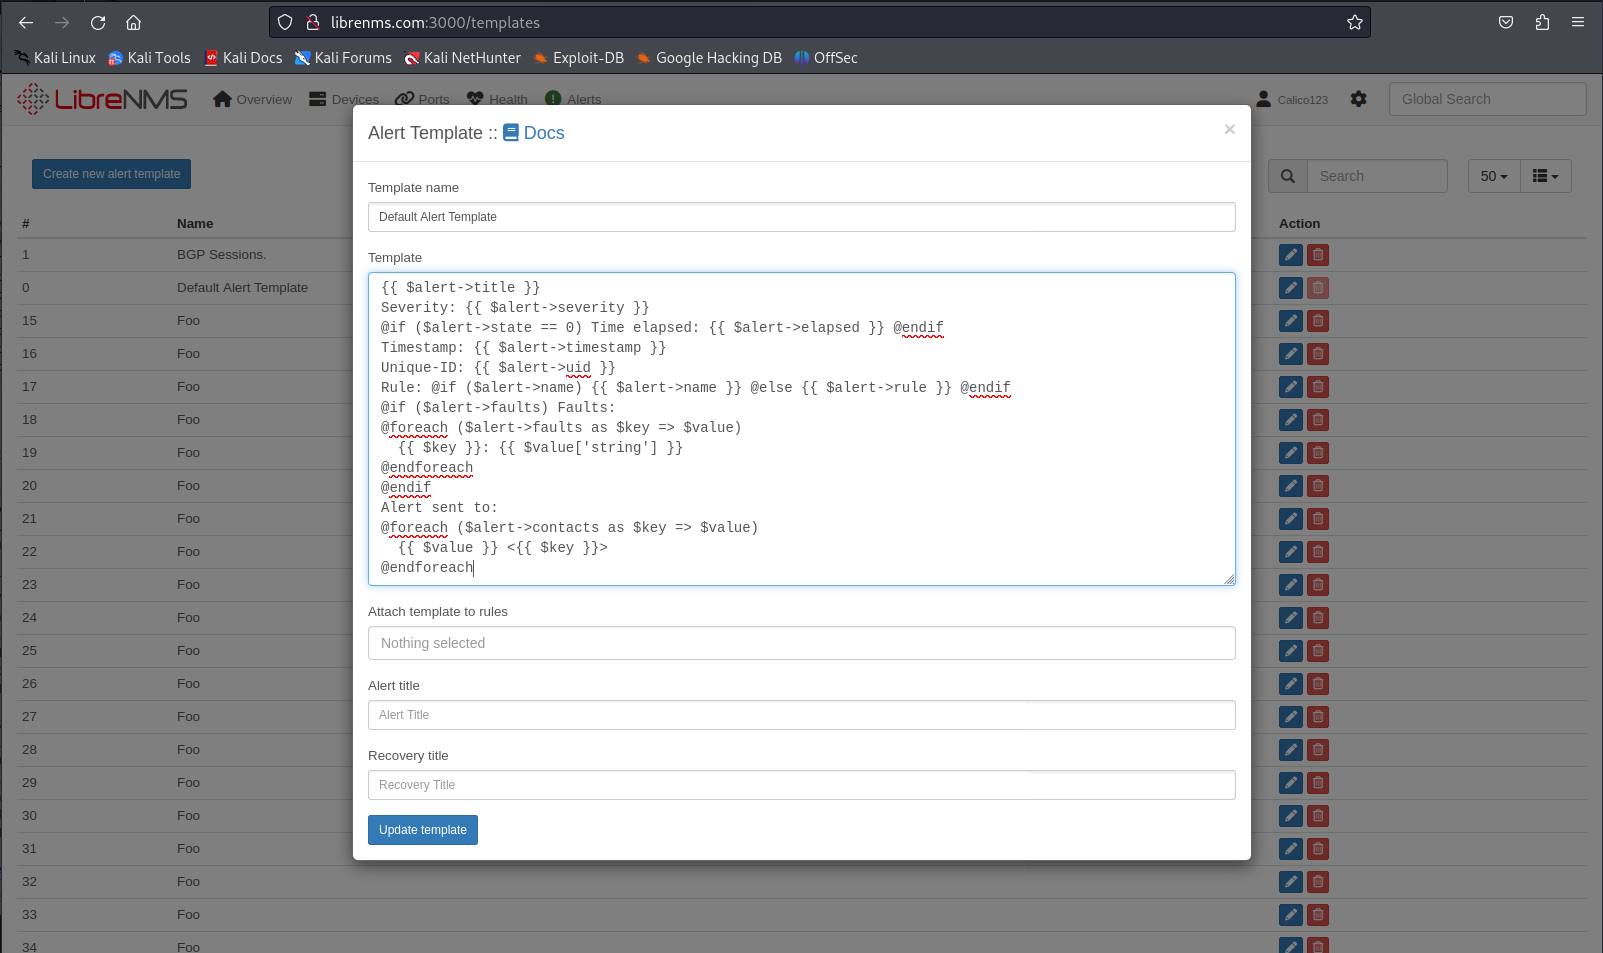 librenms.com:3000/templates
Kali Linux Kali Tools Kali Docs Kali Forums Kali NetHunter Exploit-DB Google Hacking DB OffSec
LibreNMS Overview Devices Ports Health Alerts Calico123 Global Search
Create new alert template
Search 50
# Name Action
1 BGP Sessions.
0 Default Alert Template
15 Foo
16 Foo
17 Foo
18 Foo
19 Foo
20 Foo
21 Foo
22 Foo
23 Foo
24 Foo
25 Foo
26 Foo
27 Foo
28 Foo
29 Foo
30 Foo
31 Foo
32 Foo
33 Foo
34 Foo
Alert Template :: Docs ×
Template name
Default Alert Template
Template
{{ $alert->title }}
Severity: {{ $alert->severity }}
@if ($alert->state == 0) Time elapsed: {{ $alert->elapsed }} @endif
Timestamp: {{ $alert->timestamp }}
Unique-ID: {{ $alert->uid }}
Rule: @if ($alert->name) {{ $alert->name }} @else {{ $alert->rule }} @endif
@if ($alert->faults) Faults:
@foreach ($alert->faults as $key => $value)
  {{ $key }}: {{ $value['string'] }}
@endforeach
@endif
Alert sent to:
@foreach ($alert->contacts as $key => $value)
  {{ $value }} <{{ $key }}>
@endforeach
Attach template to rules
Nothing selected
Alert title
Alert Title
Recovery title
Recovery Title
Update template